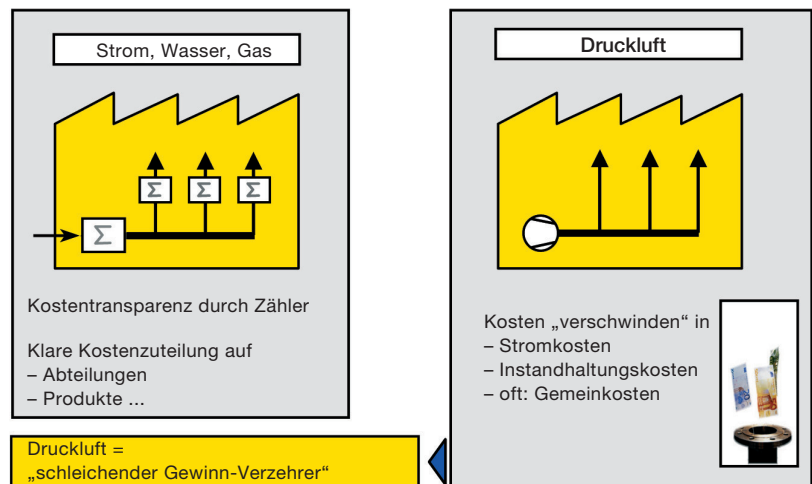 Strom, Wasser, Gas
Σ
Σ
Σ
Σ
Kostentransparenz durch Zähler
Klare Kostenzuteilung auf
– Abteilungen
– Produkte ...
Druckluft
Kosten „verschwinden“ in
– Stromkosten
– Instandhaltungskosten
– oft: Gemeinkosten
Druckluft =
„schleichender Gewinn-Verzehrer“